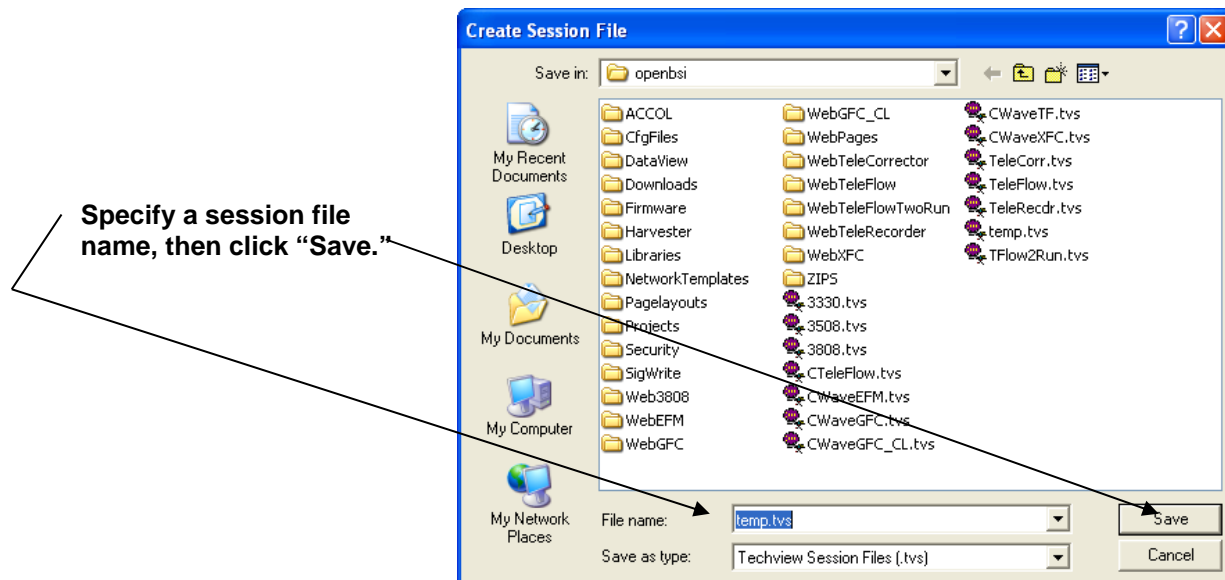 Create Session File
Save in:
openbsi
My Recent
Documents
Desktop
My Documents
My Computer
My Network
Places
ACCOL
CfgFiles
DataView
Downloads
Firmware
Harvester
Libraries
NetworkTemplates
Pagelayouts
Projects
Security
SigWrite
Web3808
WebEFM
WebGFC
WebGFC_CL
WebPages
WebTeleCorrector
WebTeleFlow
WebTeleFlowTwoRun
WebTeleRecorder
WebXFC
ZIPS
3330.tvs
3508.tvs
3808.tvs
CTeleFlow.tvs
CWaveEFM.tvs
CWaveGFC.tvs
CWaveGFC_CL.tvs
CWaveTF.tvs
CWaveXFC.tvs
TeleCorr.tvs
TeleFlow.tvs
TeleRecdr.tvs
temp.tvs
TFlow2Run.tvs
Specify a session file
name, then click “Save.”
File name:
temp.tvs
Save
Save as type:
Techview Session Files (.tvs)
Cancel